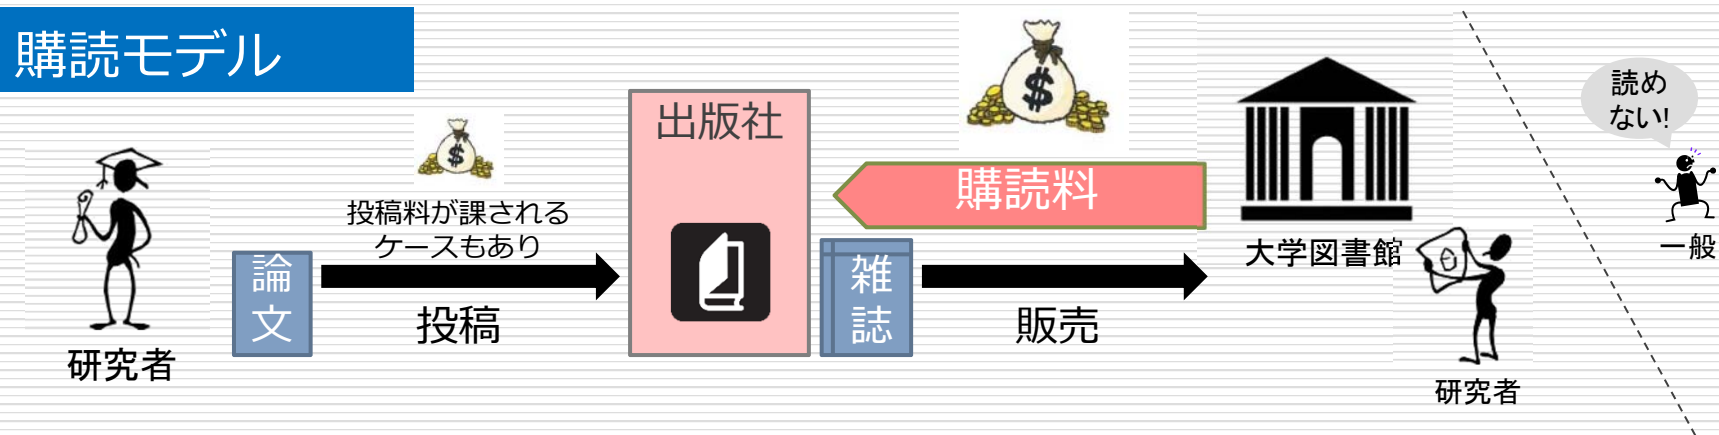 購読モデル
研究者
論
文
投稿料が課される
ケースもあり
投稿
出版社
購読料
雑
誌
販売
大学図書館
研究者
読め
ない!
一般